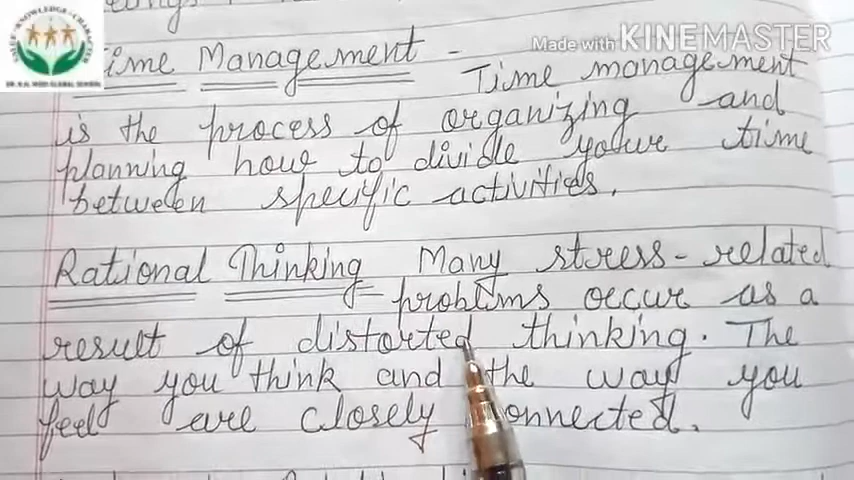 Made with KINEMASTER
Time Management -
Time management
is the process of organizing and
planning how to divide your time
between specific activities.
Rational Thinking Many stress-related
problems occur as a
result of distorted thinking. The
way you think and the way you
feel are closely connected.